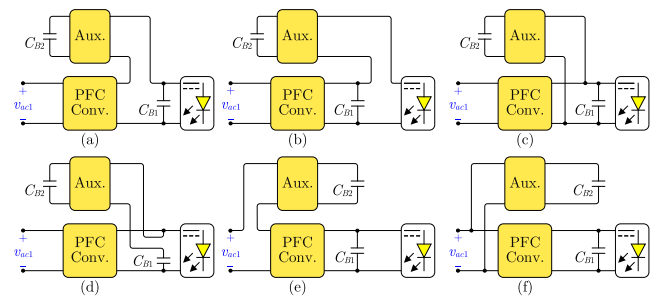 C_B2 Aux. C_B2 Aux. C_B2 Aux.
+ PFC + PFC + PFC
v_ac1 Conv. C_B1 v_ac1 Conv. C_B1 v_ac1 Conv. C_B1
− − −
(a) (b) (c)
C_B2 Aux. Aux. C_B2 Aux. C_B2
+ PFC + PFC + PFC
v_ac1 Conv. C_B1 v_ac1 Conv. C_B1 v_ac1 Conv. C_B1
− − −
(d) (e) (f)